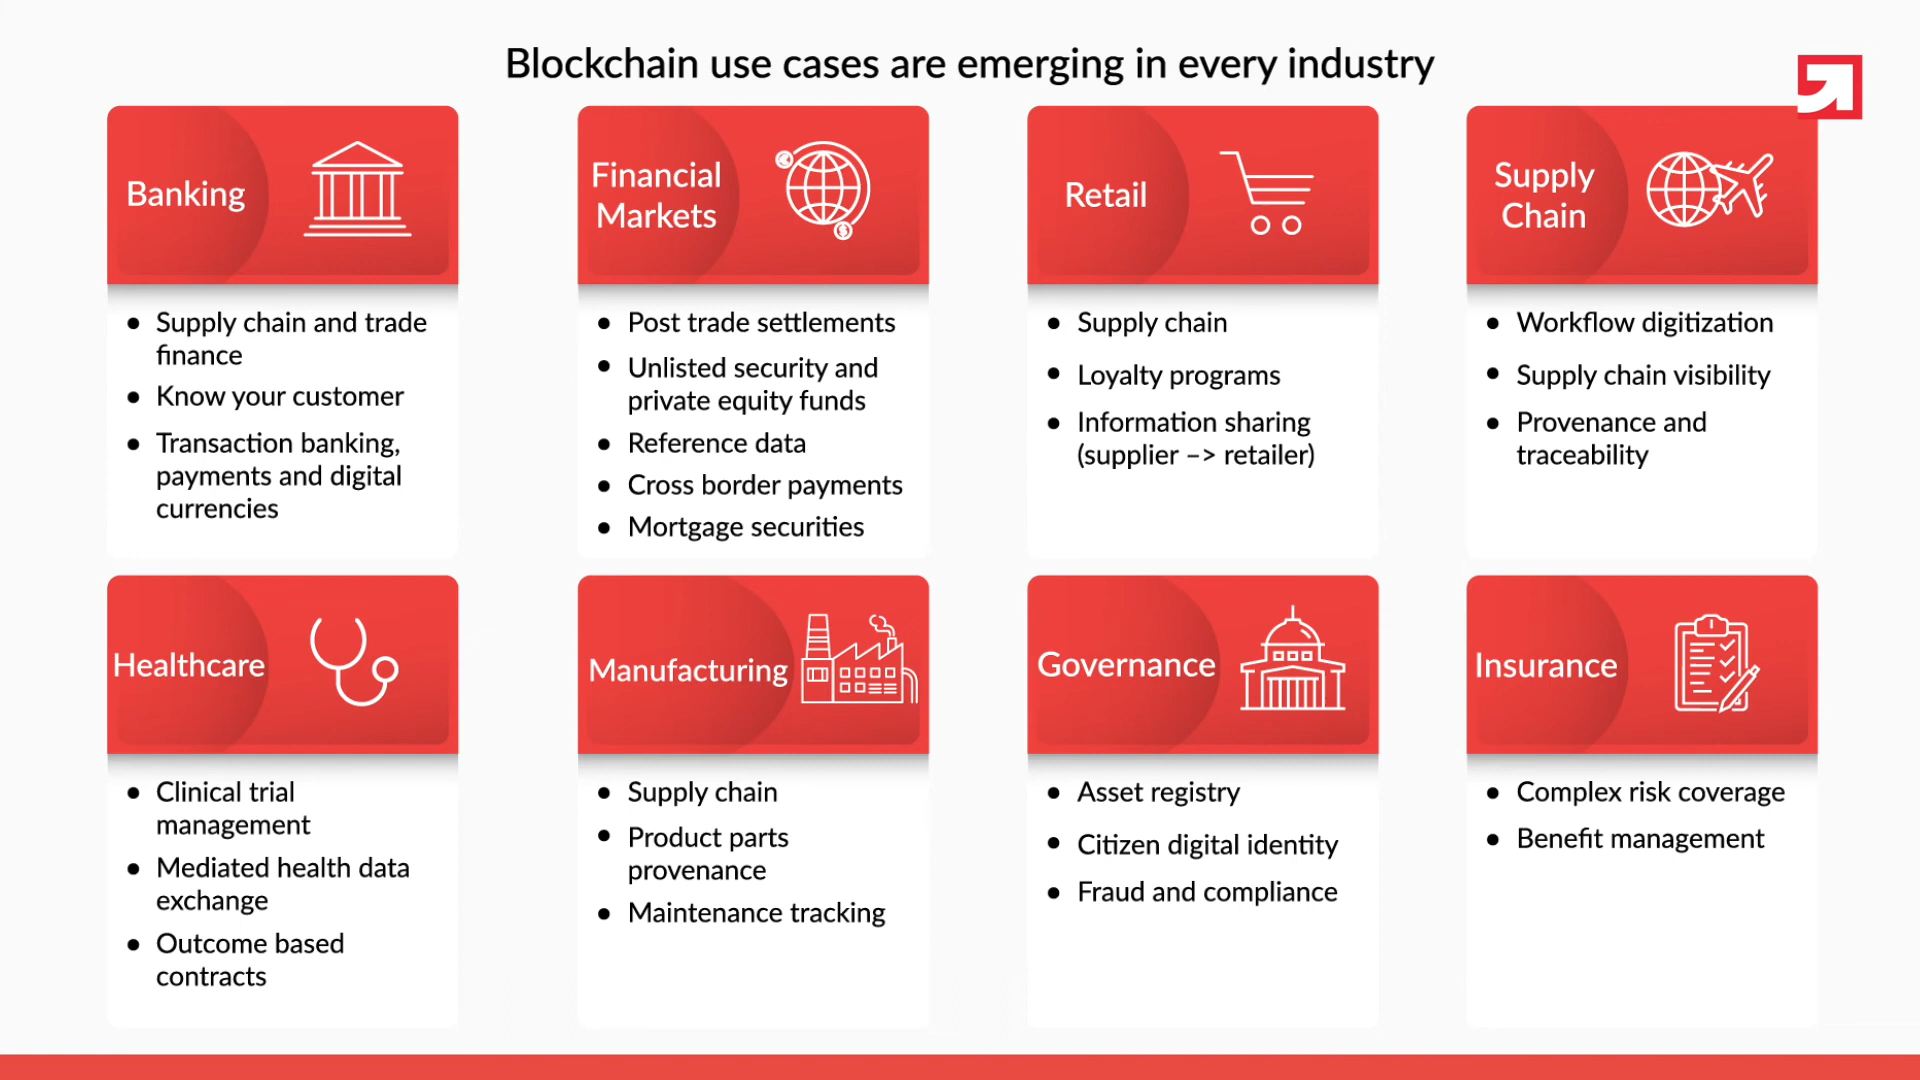 Blockchain use cases are emerging in every industry
Banking
• Supply chain and trade
finance
• Know your customer
• Transaction banking,
payments and digital
currencies
Financial
Markets
• Post trade settlements
• Unlisted security and
private equity funds
• Reference data
• Cross border payments
• Mortgage securities
Retail
• Supply chain
• Loyalty programs
• Information sharing
(supplier –> retailer)
Supply
Chain
• Workflow digitization
• Supply chain visibility
• Provenance and
traceability
Healthcare
• Clinical trial
management
• Mediated health data
exchange
• Outcome based
contracts
Manufacturing
• Supply chain
• Product parts
provenance
• Maintenance tracking
Governance
• Asset registry
• Citizen digital identity
• Fraud and compliance
Insurance
• Complex risk coverage
• Benefit management